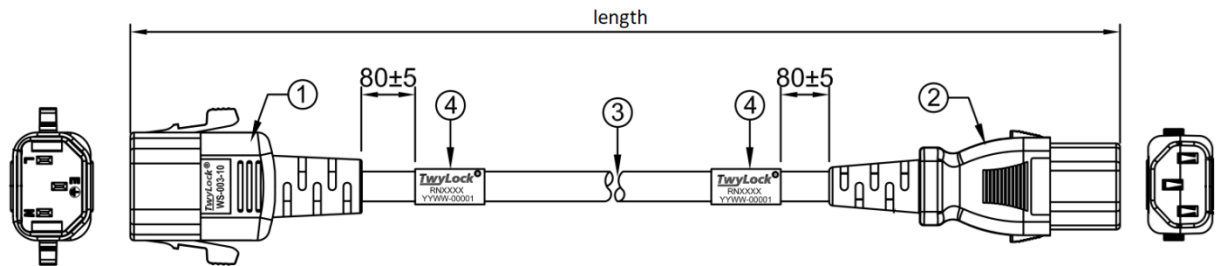 length
80±5
80±5
①
④
③
④
②
L
E
N
TwyLock®
WS-003-10
TwyLock®
RNXXXX
YYWW-00001
TwyLock®
RNXXXX
YYWW-00001